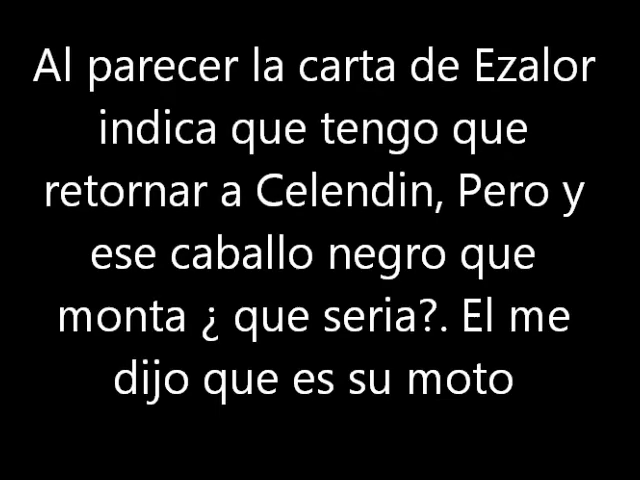 Al parecer la carta de Ezalor
indica que tengo que
retornar a Celendin, Pero y
ese caballo negro que
monta ¿ que seria?. El me
dijo que es su moto